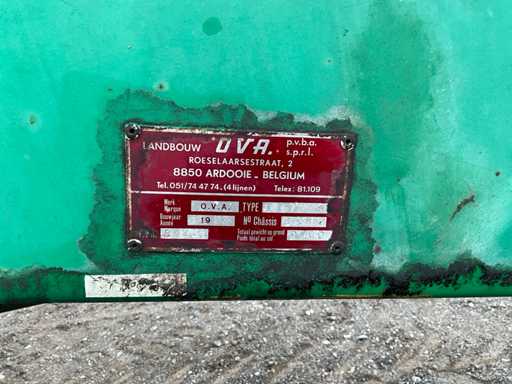 LANDBOUW O.V.A. p.v.b.a. s.p.r.l.
ROESELAARSESTRAAT, 2
8850 ARDOOIE - BELGIUM
Tel. 051/74 47 74. (4 lijnen) Telex: 81.109
Merk Marque O.V.A. TYPE
Bouwjaar Année 19 Nº Châssis
Totaal gewicht op grond
Poids total au sol